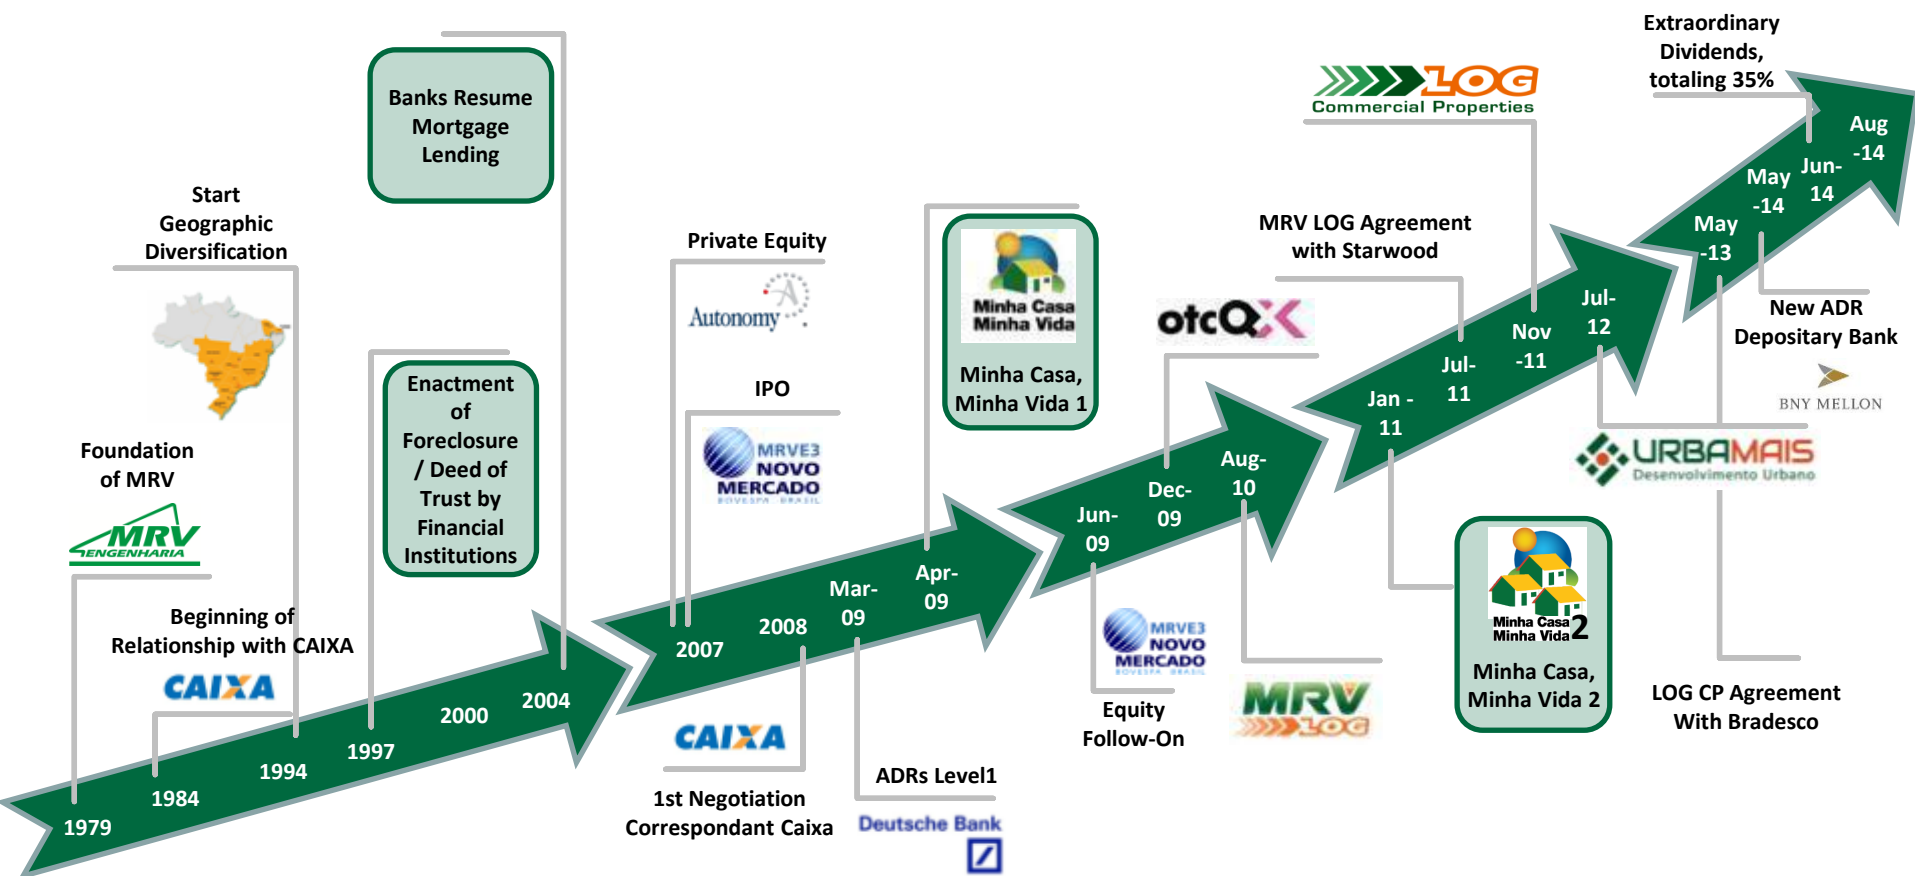 Extraordinary
Dividends,
totaling 35%
LOG
Commercial Properties
Banks Resume
Mortgage
Lending
Aug
-14
Jun-
14
May
-14
May
-13
Start
Geographic
Diversification
Private Equity
Autonomy
MRV LOG Agreement
with Starwood
Minha Casa
Minha Vida
Minha Casa,
Minha Vida 1
otcQX
Jul-
12
Nov
-11
Jul-
11
Jan -
11
New ADR
Depositary Bank
BNY MELLON
Enactment
of
Foreclosure
/ Deed of
Trust by
Financial
Institutions
IPO
MRVE3
NOVO
MERCADO
BOVESPA BRASIL
Foundation
of MRV
MRV
ENGENHARIA
URBAMAIS
Desenvolvimento Urbano
Aug-
10
Dec-
09
Jun-
09
Apr-
09
Mar-
09
2008
2007
Beginning of
Relationship with CAIXA
CAIXA
MRVE3
NOVO
MERCADO
BOVESPA BRASIL
Equity
Follow-On
MRV
LOG
Minha Casa
Minha Vida 2
Minha Casa,
Minha Vida 2
LOG CP Agreement
With Bradesco
2004
2000
1997
1994
1984
1979
CAIXA
1st Negotiation
Correspondant Caixa
ADRs Level1
Deutsche Bank